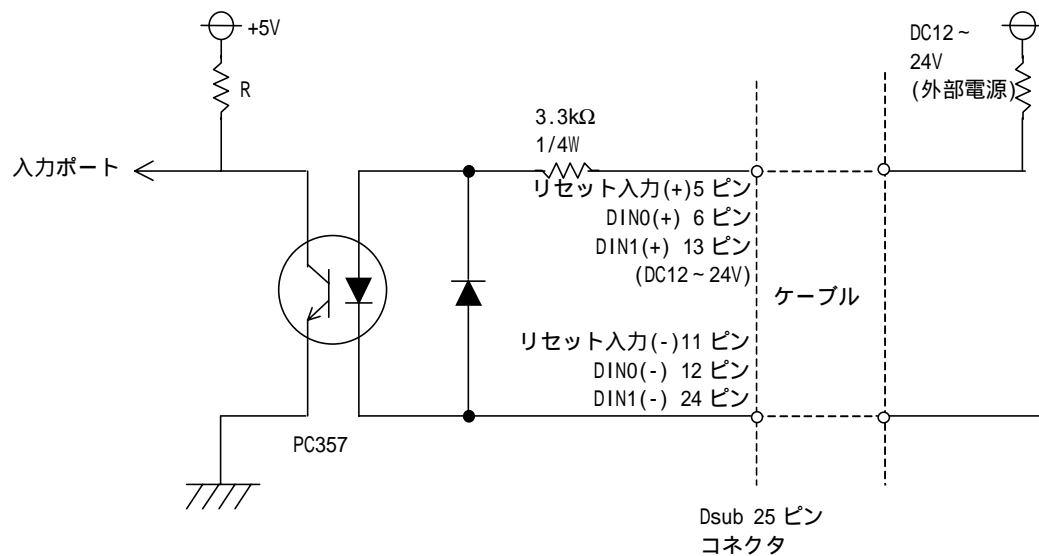 +5V
R
入力ポート
PC357
3.3kΩ
1/4W
リセット入力(+)5 ピン
DIN0(+) 6 ピン
DIN1(+) 13 ピン
(DC12~24V)
リセット入力(-)11 ピン
DIN0(-) 12 ピン
DIN1(-) 24 ピン
ケーブル
Dsub 25 ピン
コネクタ
DC12~
24V
(外部電源)